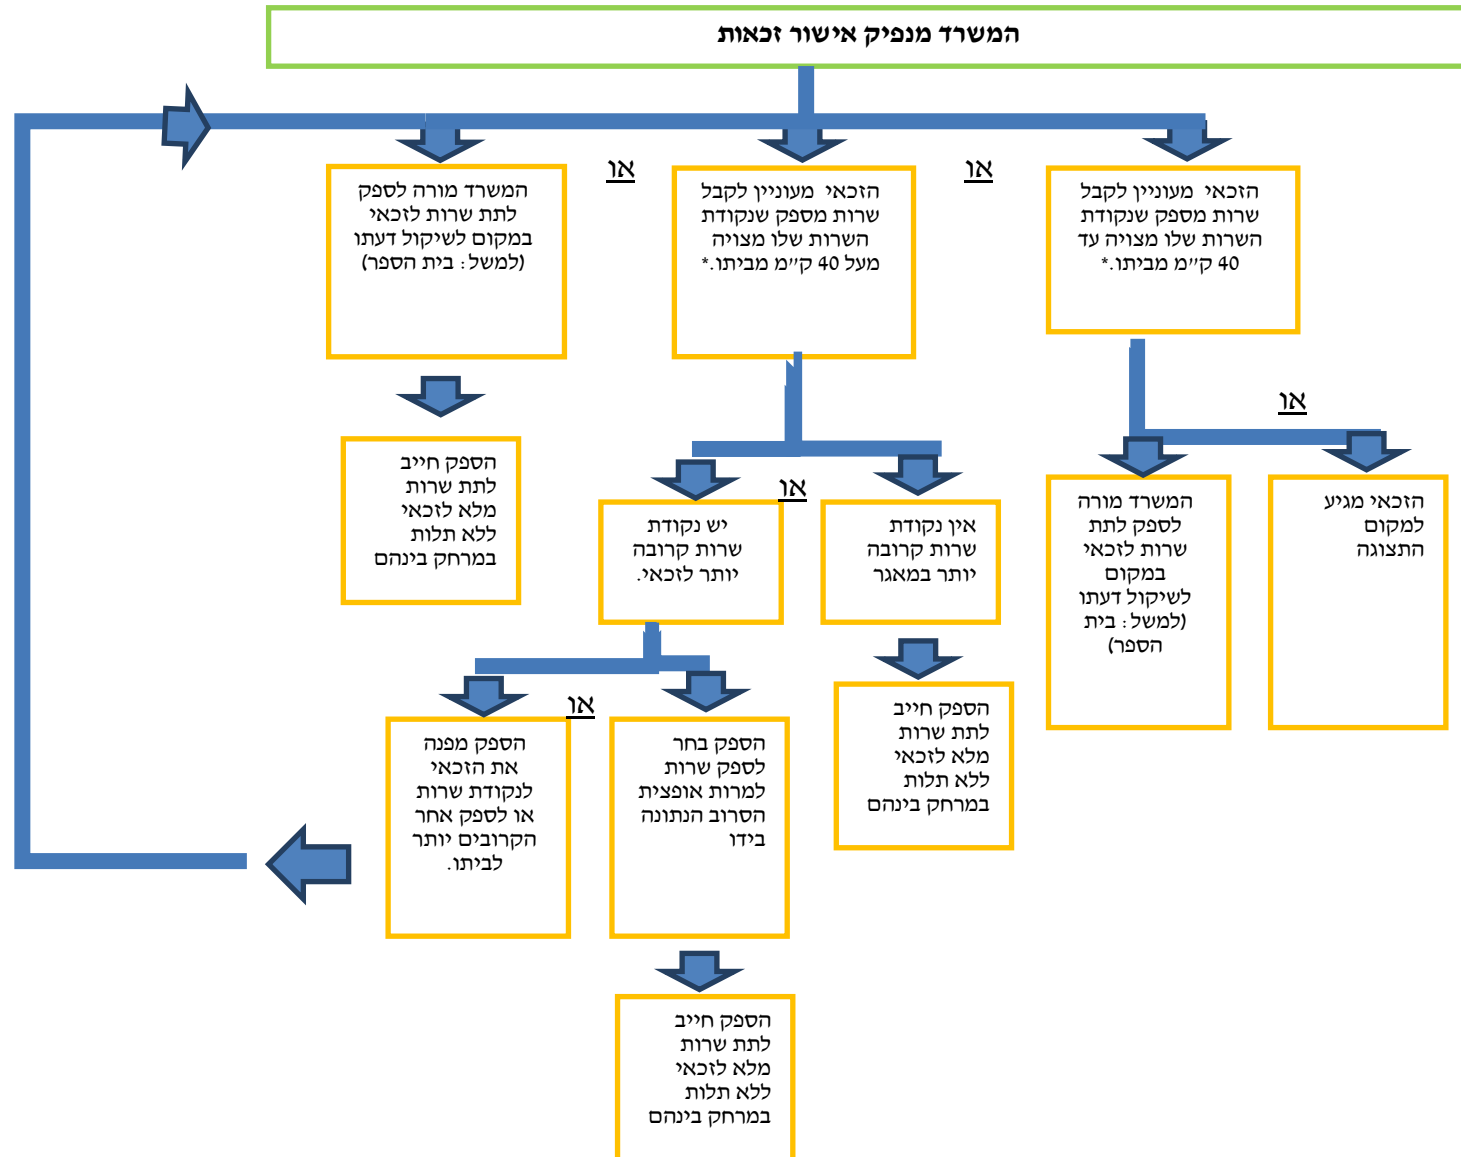 המשרד מנפיק אישור זכאות
הזכאי מעוניין לקבל
שרות מספק שנקודת
השרות שלו מצויה עד
40 ק״מ מביתו.*
או
הזכאי מעוניין לקבל
שרות מספק שנקודת
השרות שלו מצויה
מעל 40 ק״מ מביתו.*
או
המשרד מורה לספק
לתת שרות לזכאי
במקום לשיקול דעתו
(למשל: בית הספר)
הזכאי מגיע
למקום
התצוגה
או
המשרד מורה
לספק לתת
שרות לזכאי
במקום
לשיקול דעתו
(למשל: בית
הספר)
אין נקודת
שרות קרובה
יותר במאגר
או
יש נקודת
שרות קרובה
יותר לזכאי.
הספק חייב
לתת שרות
מלא לזכאי
ללא תלות
במרחק בינהם
הספק חייב
לתת שרות
מלא לזכאי
ללא תלות
במרחק בינהם
הספק בחר
לספק שרות
למרות אופצית
הסרוב הנתונה
בידו
או
הספק מפנה
את הזכאי
לנקודת שרות
או לספק אחר
הקרובים יותר
לביתו.
הספק חייב
לתת שרות
מלא לזכאי
ללא תלות
במרחק בינהם